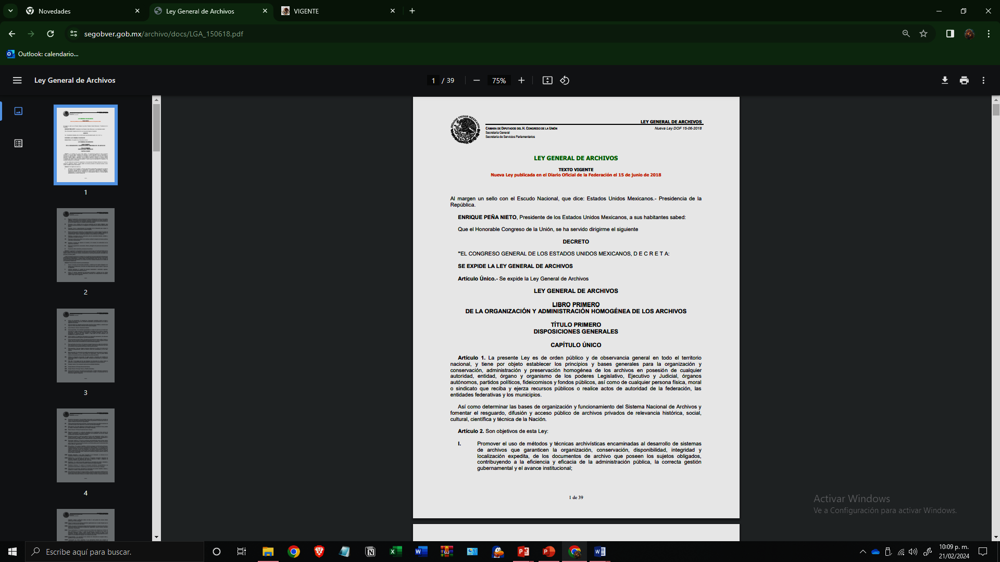 Novedades
Ley General de Archivos
VIGENTE
segobver.gob.mx/archivo/docs/LGA_150618.pdf
Outlook: calendario...
Ley General de Archivos
1 / 39
75%
1
2
3
4
LEY GENERAL DE ARCHIVOS
CÁMARA DE DIPUTADOS DEL H. CONGRESO DE LA UNIÓN
Nueva Ley DOF 15-06-2018
Secretaría General
Secretaría de Servicios Parlamentarios
LEY GENERAL DE ARCHIVOS
TEXTO VIGENTE
Nueva Ley publicada en el Diario Oficial de la Federación el 15 de junio de 2018
Al margen un sello con el Escudo Nacional, que dice: Estados Unidos Mexicanos.- Presidencia de la
República.
ENRIQUE PEÑA NIETO, Presidente de los Estados Unidos Mexicanos, a sus habitantes sabed:
Que el Honorable Congreso de la Unión, se ha servido dirigirme el siguiente
DECRETO
"EL CONGRESO GENERAL DE LOS ESTADOS UNIDOS MEXICANOS, D E C R E T A:
SE EXPIDE LA LEY GENERAL DE ARCHIVOS
Artículo Único.- Se expide la Ley General de Archivos
LEY GENERAL DE ARCHIVOS
LIBRO PRIMERO
DE LA ORGANIZACIÓN Y ADMINISTRACIÓN HOMOGÉNEA DE LOS ARCHIVOS
TÍTULO PRIMERO
DISPOSICIONES GENERALES
CAPÍTULO ÚNICO
Artículo 1. La presente Ley es de orden público y de observancia general en todo el territorio
nacional, y tiene por objeto establecer los principios y bases generales para la organización y
conservación, administración y preservación homogénea de los archivos en posesión de cualquier
autoridad, entidad, órgano y organismo de los poderes Legislativo, Ejecutivo y Judicial, órganos
autónomos, partidos políticos, fideicomisos y fondos públicos, así como de cualquier persona física, moral
o sindicato que reciba y ejerza recursos públicos o realice actos de autoridad de la federación, las
entidades federativas y los municipios.
Así como determinar las bases de organización y funcionamiento del Sistema Nacional de Archivos y
fomentar el resguardo, difusión y acceso público de archivos privados de relevancia histórica, social,
cultural, científica y técnica de la Nación.
Artículo 2. Son objetivos de esta Ley:
I. Promover el uso de métodos y técnicas archivísticas encaminadas al desarrollo de sistemas
de archivos que garanticen la organización, conservación, disponibilidad, integridad y
localización expedita, de los documentos de archivo que poseen los sujetos obligados,
contribuyendo a la eficiencia y eficacia de la administración pública, la correcta gestión
gubernamental y el avance institucional;
1 de 39
Activar Windows
Ve a Configuración para activar Windows.
Escribe aquí para buscar.
10:09 p. m.
21/02/2024